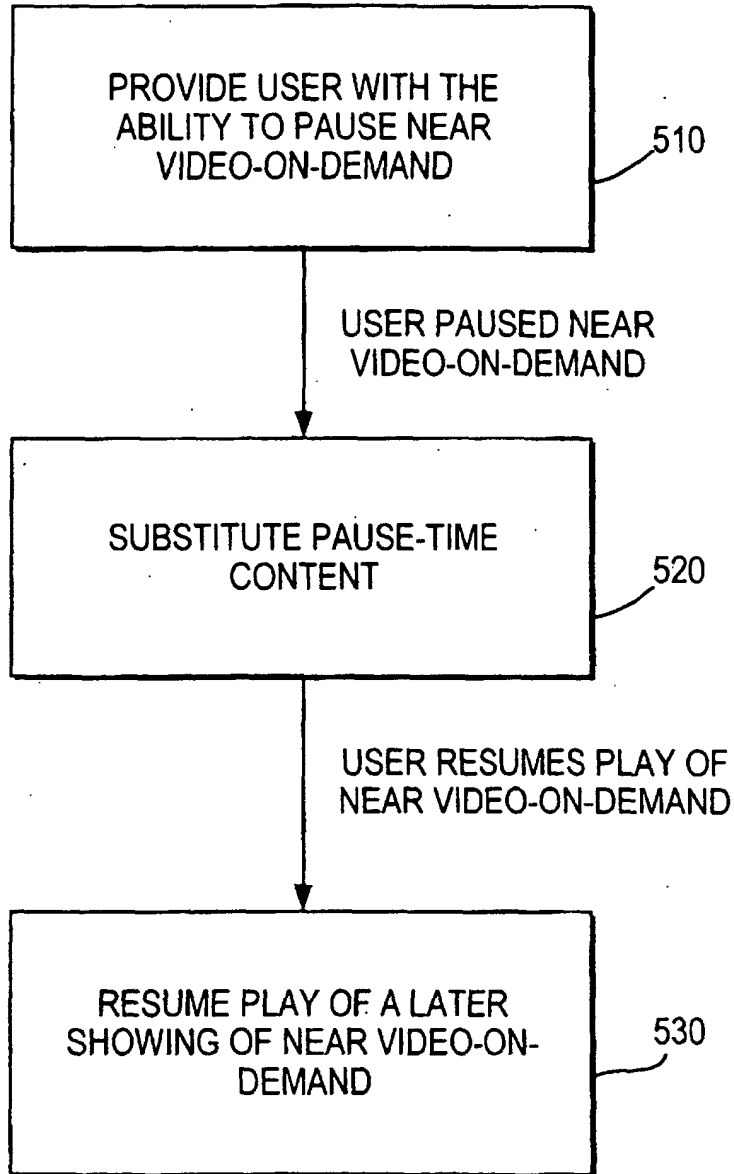 PROVIDE USER WITH THE
ABILITY TO PAUSE NEAR
VIDEO-ON-DEMAND
510
USER PAUSED NEAR
VIDEO-ON-DEMAND
SUBSTITUTE PAUSE-TIME
CONTENT
520
USER RESUMES PLAY OF
NEAR VIDEO-ON-DEMAND
RESUME PLAY OF A LATER
SHOWING OF NEAR VIDEO-ON-
DEMAND
530